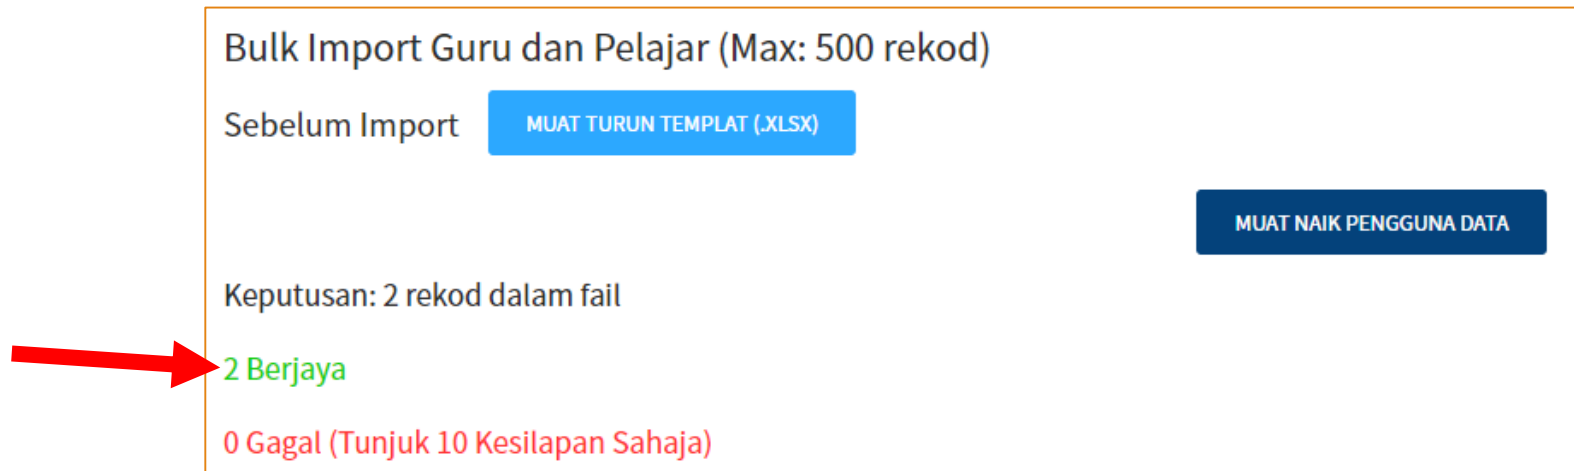 Bulk Import Guru dan Pelajar (Max: 500 rekod)
Sebelum Import MUAT TURUN TEMPLAT (.XLSX)
MUAT NAIK PENGGUNA DATA
Keputusan: 2 rekod dalam fail
2 Berjaya
0 Gagal (Tunjuk 10 Kesilapan Sahaja)